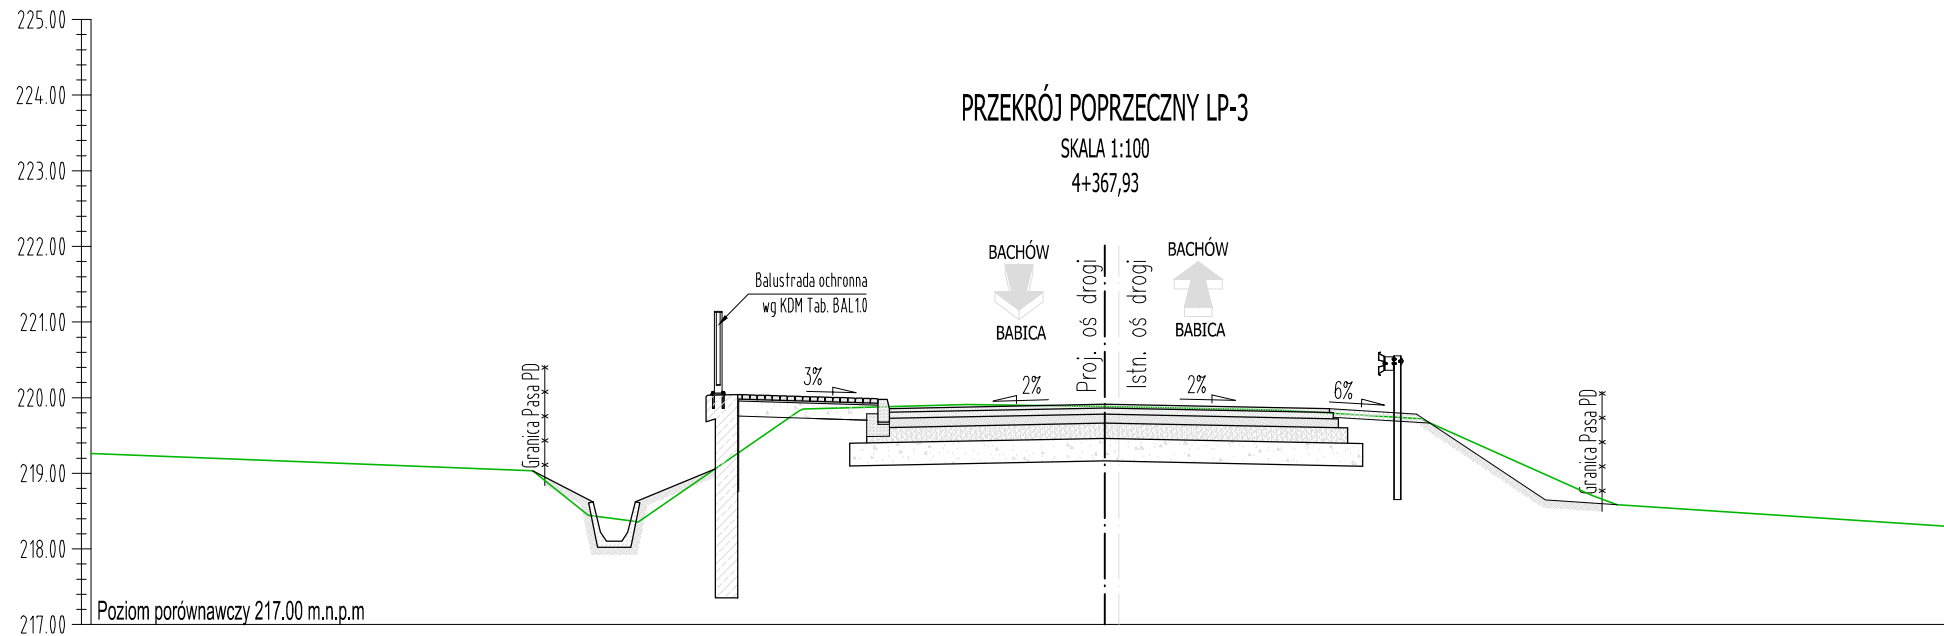 225.00
224.00
223.00
222.00
221.00
220.00
219.00
218.00
217.00
PRZEKRÓJ POPRZECZNY LP-3
SKALA 1:100
4+367,93
BACHÓW
BABICA
Proj. oś drogi
Istn. oś drogi
BACHÓW
BABICA
Balustrada ochronna
wg KDM Tab. BAL1.0
Granica Pasa PD
3%
2%
2%
6%
Granica Pasa PD
Poziom porównawczy 217.00 m.n.p.m